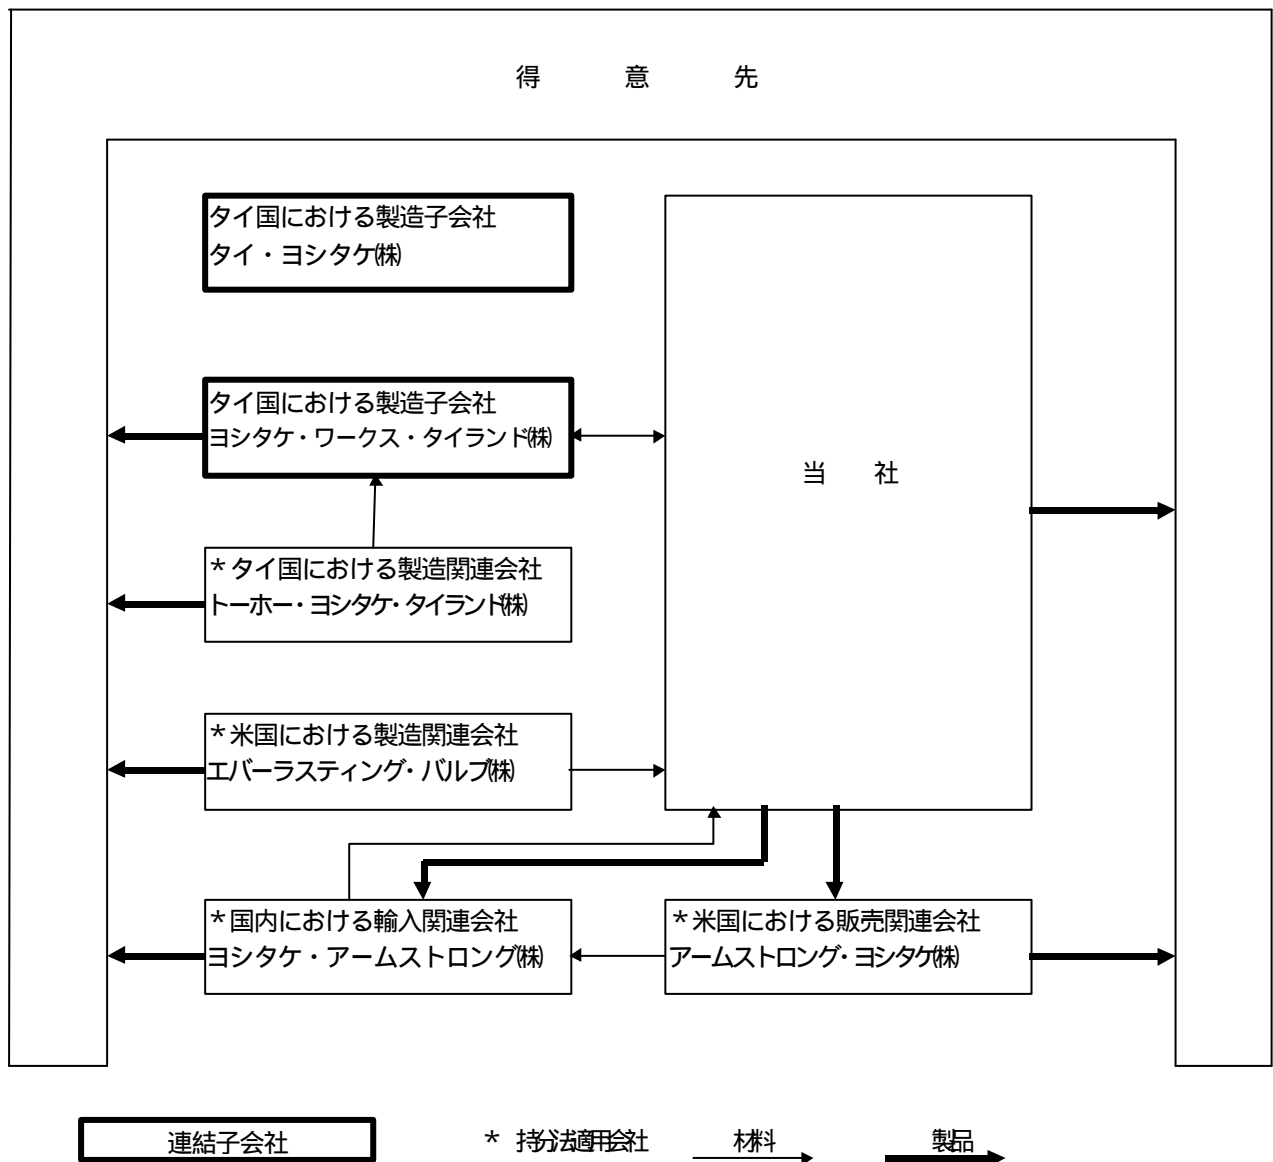 得 意 先
タイ国における製造子会社
タイ・ヨシタケ㈱
タイ国における製造子会社
ヨシタケ・ワークス・タイランド㈱
当 社
*タイ国における製造関連会社
トーホー・ヨシタケ・タイランド㈱
*米国における製造関連会社
エバーラスティング・バルブ㈱
*国内における輸入関連会社
ヨシタケ・アームストロング㈱
*米国における販売関連会社
アームストロング・ヨシタケ㈱
連結子会社 * 持分法適用会社 材料 製品